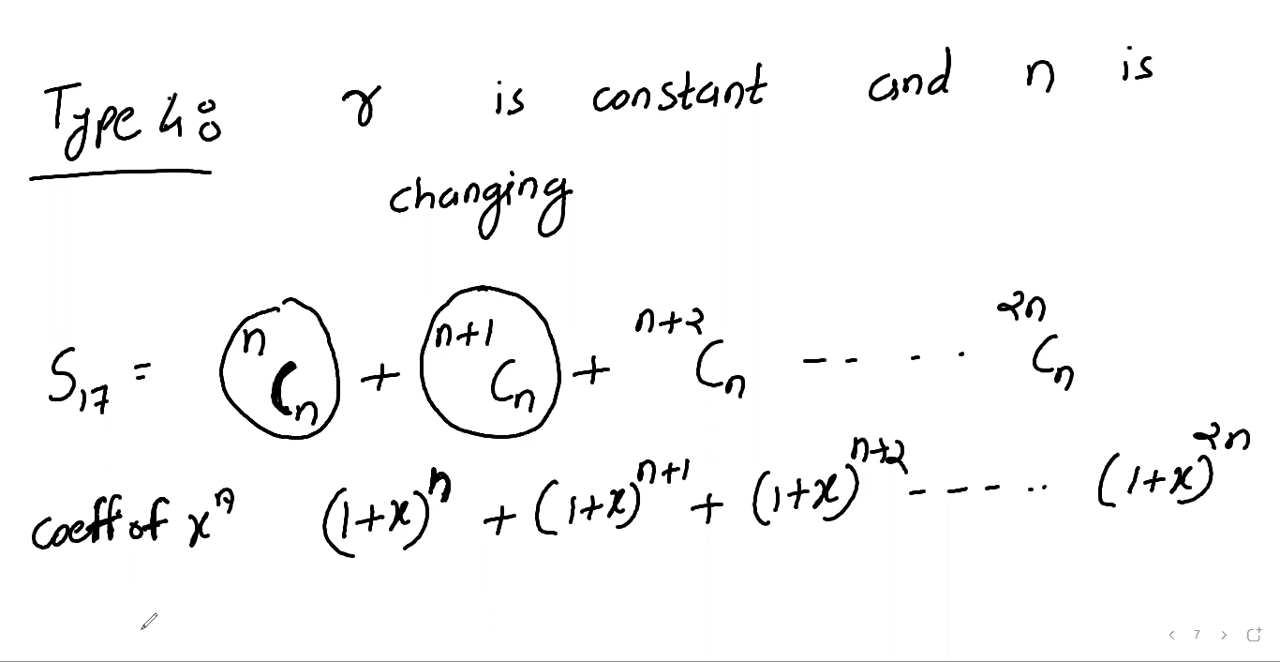 Type 4: r is constant and n is
changing
S₁₇ = ⁿCₙ + ⁿ⁺¹Cₙ + ⁿ⁺²Cₙ -- . . . ²ⁿCₙ
coeff of xⁿ (1+x)ⁿ + (1+x)ⁿ⁺¹ + (1+x)ⁿ⁺² ---- .. (1+x)²ⁿ
< 7 >